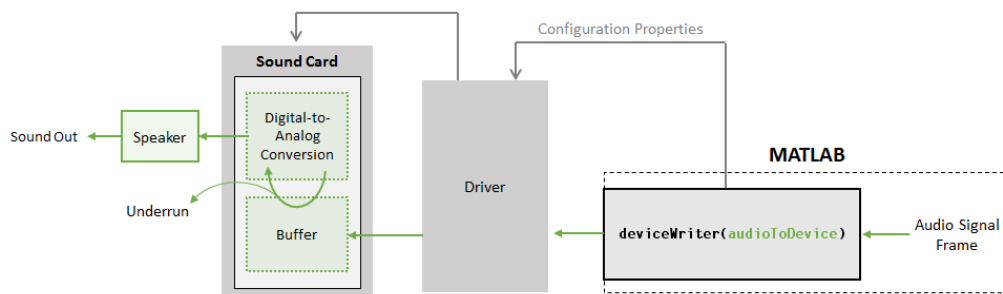 Configuration Properties
Sound Card
Digital-to-
Analog
Conversion
Sound Out
Speaker
Underrun
Buffer
Driver
MATLAB
deviceWriter(audioToDevice)
Audio Signal
Frame